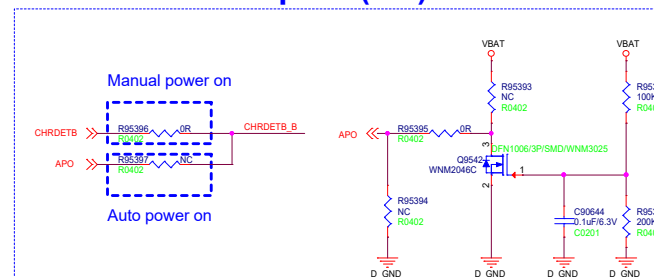 Manual power on
CHRDETB
R95396
0R
R0402
CHRDETB_B
APO
R95397
NC
R0402
Auto power on
VBAT
R95393
NC
R0402
APO
R95395
0R
R0402
3
DFN1006/3P/SMD/WNM3025
Q9542
WNM2046C
1
2
R95394
NC
R0402
D_GND
D_GND
C90644
0.1uF/6.3V
C0201
D_GND
VBAT
100K
200K
D_GND